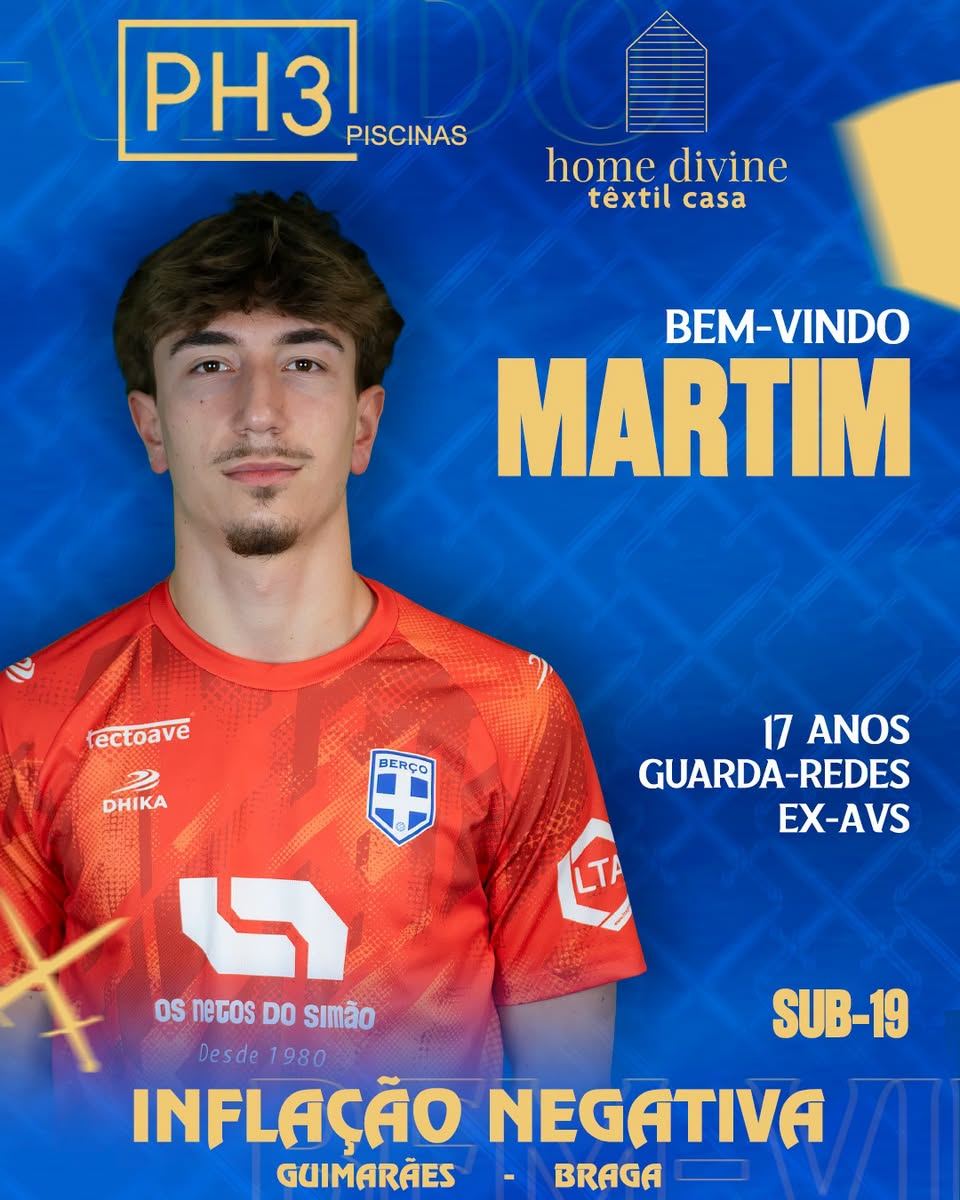 PH3
PISCINAS
home divine
têxtil casa
BEM-VINDO
MARTIM
tectoave
DHIKA
BERÇO
LTA
17 ANOS
GUARDA-REDES
EX-AVS
OS NETOS DO SIMÃO
Desde 1980
SUB-19
INFLAÇÃO NEGATIVA
GUIMARÃES - BRAGA